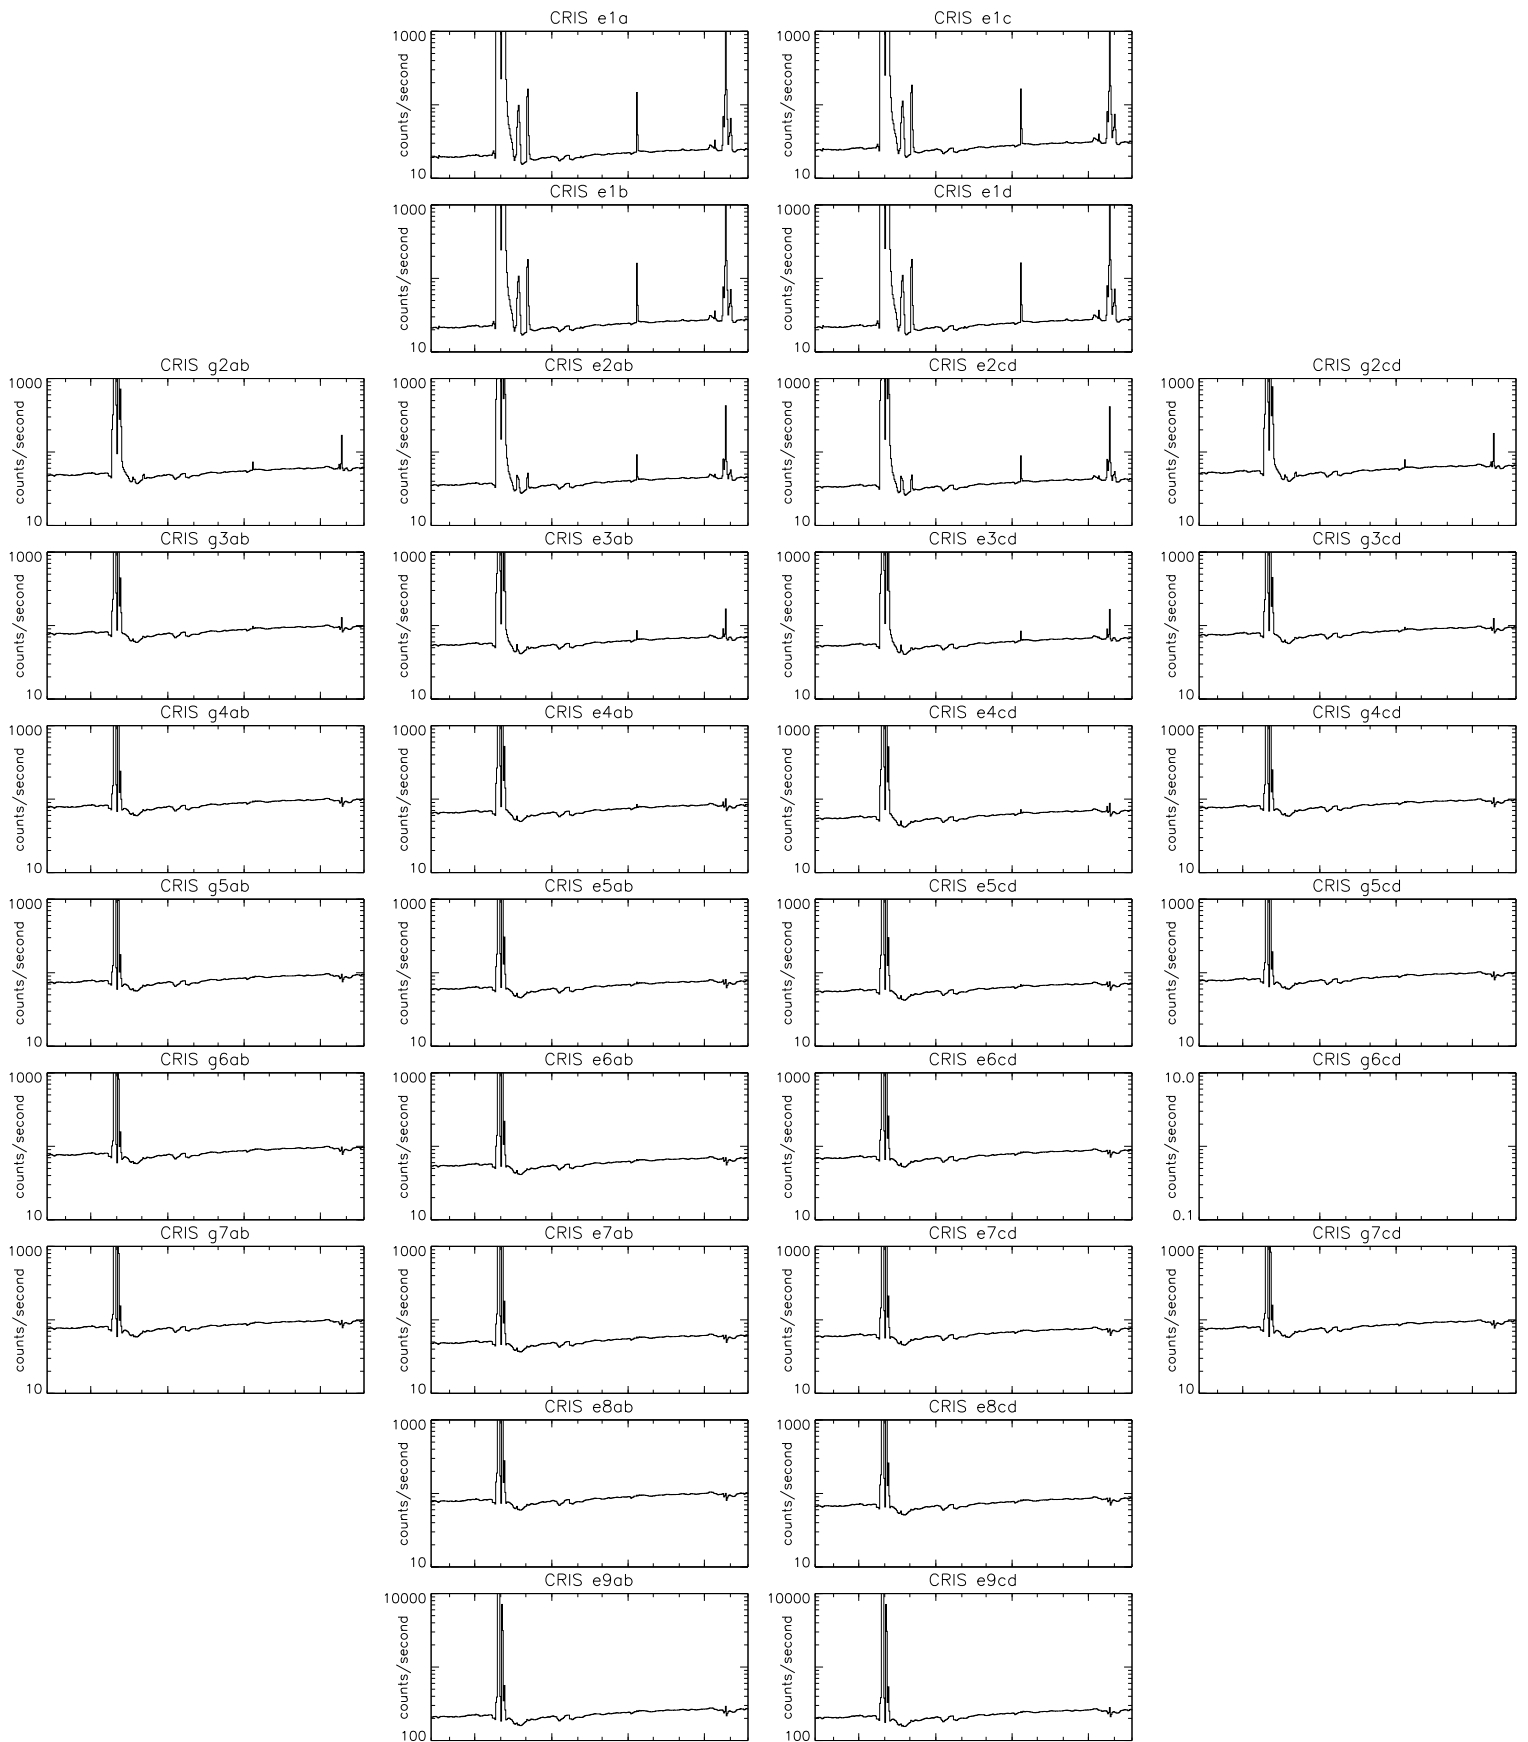 CRIS e1a
CRIS e1c
1000
counts/second
10
1000
counts/second
10
CRIS e1b
CRIS e1d
1000
counts/second
10
1000
counts/second
10
CRIS g2ab
CRIS e2ab
CRIS e2cd
CRIS g2cd
1000
counts/second
10
1000
counts/second
10
1000
counts/second
10
1000
counts/second
10
CRIS g3ab
CRIS e3ab
CRIS e3cd
CRIS g3cd
1000
counts/second
10
1000
counts/second
10
1000
counts/second
10
1000
counts/second
10
CRIS g4ab
CRIS e4ab
CRIS e4cd
CRIS g4cd
1000
counts/second
10
1000
counts/second
10
1000
counts/second
10
1000
counts/second
10
CRIS g5ab
CRIS e5ab
CRIS e5cd
CRIS g5cd
1000
counts/second
10
1000
counts/second
10
1000
counts/second
10
1000
counts/second
10
CRIS g6ab
CRIS e6ab
CRIS e6cd
CRIS g6cd
1000
counts/second
10
1000
counts/second
10
1000
counts/second
10
10.0
counts/second
0.1
CRIS g7ab
CRIS e7ab
CRIS e7cd
CRIS g7cd
1000
counts/second
10
1000
counts/second
10
1000
counts/second
10
1000
counts/second
10
CRIS e8ab
CRIS e8cd
1000
counts/second
10
1000
counts/second
10
CRIS e9ab
CRIS e9cd
10000
counts/second
100
10000
counts/second
100